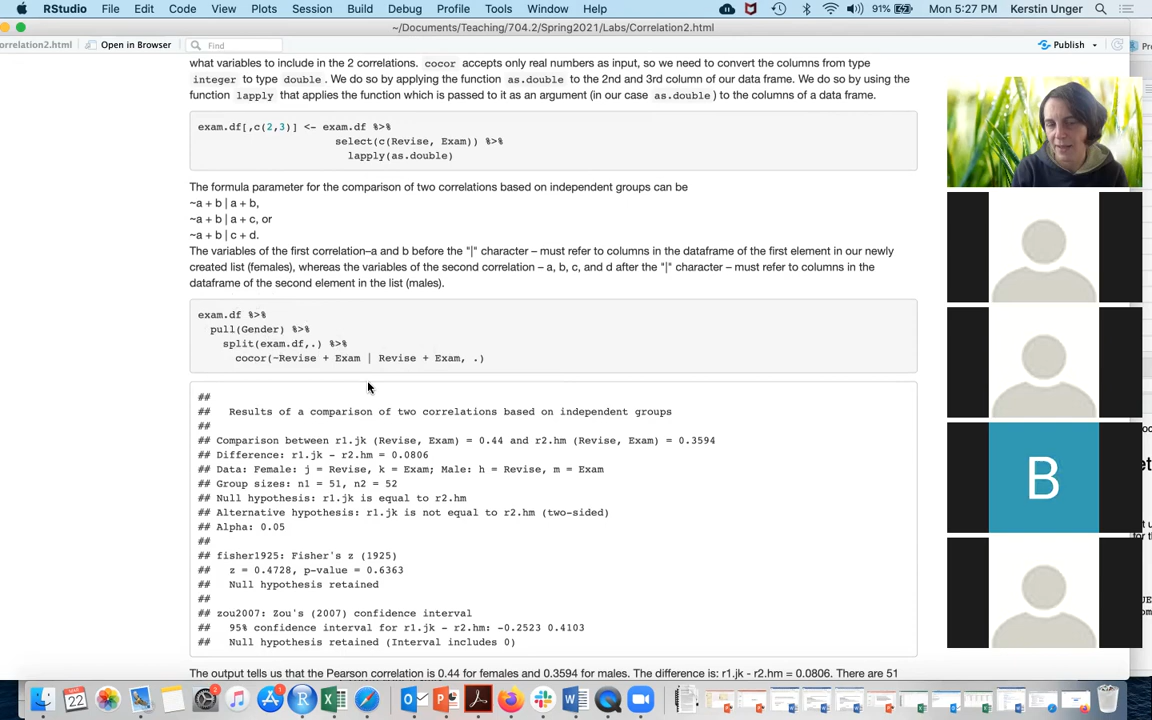 RStudio File Edit Code View Plots Session Build Debug Profile Tools Window Help 91% Mon 5:27 PM Kerstin Unger
~/Documents/Teaching/704.2/Spring2021/Labs/Correlation2.html
orrelation2.html Open in Browser Find Publish
what variables to include in the 2 correlations. cocor accepts only real numbers as input, so we need to convert the columns from type
integer to type double . We do so by applying the function as.double to the 2nd and 3rd column of our data frame. We do so by using the
function lapply that applies the function which is passed to it as an argument (in our case as.double ) to the columns of a data frame.
exam.df[,c(2,3)] <- exam.df %>%
select(c(Revise, Exam)) %>%
lapply(as.double)
The formula parameter for the comparison of two correlations based on independent groups can be
~a + b | a + b,
~a + b | a + c, or
~a + b | c + d.
The variables of the first correlation–a and b before the "|" character – must refer to columns in the dataframe of the first element in our newly
created list (females), whereas the variables of the second correlation – a, b, c, and d after the "|" character – must refer to columns in the
dataframe of the second element in the list (males).
exam.df %>%
pull(Gender) %>%
split(exam.df,.) %>%
cocor(~Revise + Exam | Revise + Exam, .)
##
## Results of a comparison of two correlations based on independent groups
##
## Comparison between r1.jk (Revise, Exam) = 0.44 and r2.hm (Revise, Exam) = 0.3594
## Difference: r1.jk - r2.hm = 0.0806
## Data: Female: j = Revise, k = Exam; Male: h = Revise, m = Exam
## Group sizes: n1 = 51, n2 = 52
## Null hypothesis: r1.jk is equal to r2.hm
## Alternative hypothesis: r1.jk is not equal to r2.hm (two-sided)
## Alpha: 0.05
##
## fisher1925: Fisher's z (1925)
## z = 0.4728, p-value = 0.6363
## Null hypothesis retained
##
## zou2007: Zou's (2007) confidence interval
## 95% confidence interval for r1.jk - r2.hm: -0.2523 0.4103
## Null hypothesis retained (Interval includes 0)
The output tells us that the Pearson correlation is 0.44 for females and 0.3594 for males. The difference is: r1.jk - r2.hm = 0.0806. There are 51
B